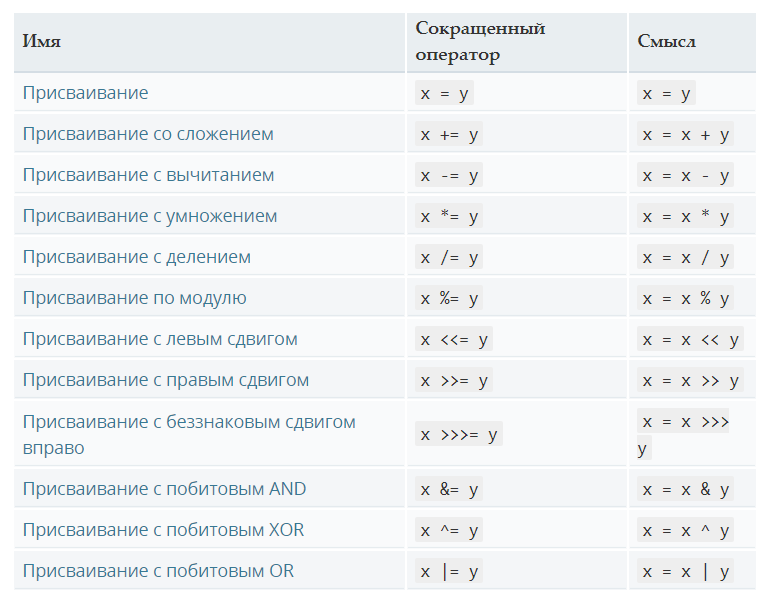 Имя Сокращенный оператор Смысл
Присваивание x = y x = y
Присваивание со сложением x += y x = x + y
Присваивание с вычитанием x -= y x = x - y
Присваивание с умножением x *= y x = x * y
Присваивание с делением x /= y x = x / y
Присваивание по модулю x %= y x = x % y
Присваивание с левым сдвигом x <<= y x = x << y
Присваивание с правым сдвигом x >>= y x = x >> y
Присваивание с беззнаковым сдвигом вправо x >>>= y x = x >>> y
Присваивание с побитовым AND x &= y x = x & y
Присваивание с побитовым XOR x ^= y x = x ^ y
Присваивание с побитовым OR x |= y x = x | y